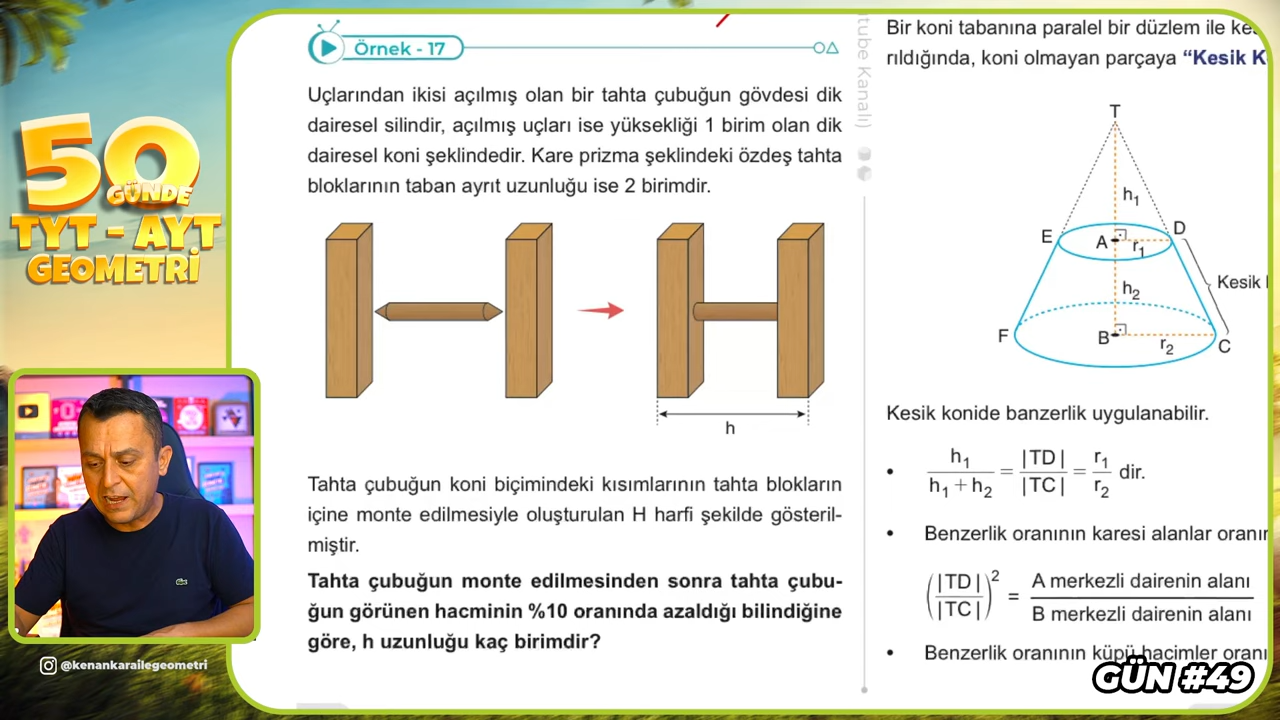 50
GÜNDE
TYT - AYT
GEOMETRİ
@kenankarailegeometri
Örnek - 17
Uçlarından ikisi açılmış olan bir tahta çubuğun gövdesi dik
dairesel silindir, açılmış uçları ise yüksekliği 1 birim olan dik
dairesel koni şeklindedir. Kare prizma şeklindeki özdeş tahta
bloklarının taban ayrıt uzunluğu ise 2 birimdir.
h
Tahta çubuğun koni biçimindeki kısımlarının tahta blokların
içine monte edilmesiyle oluşturulan H harfi şekilde gösteril-
miştir.
Tahta çubuğun monte edilmesinden sonra tahta çubu-
ğun görünen hacminin %10 oranında azaldığı bilindiğine
göre, h uzunluğu kaç birimdir?
tube Kanalı)
Bir koni tabanına paralel bir düzlem ile kes
rıldığında, koni olmayan parçaya “Kesik K
T
h₁
E
A
D
r₁
h₂
Kesik
F
B
r₂
C
Kesik konide banzerlik uygulanabilir.
• h₁/(h₁+h₂) = |TD|/|TC| = r₁/r₂ dir.
• Benzerlik oranının karesi alanlar oranır
(|TD|/|TC|)² = A merkezli dairenin alanı/B merkezli dairenin alanı
• Benzerlik oranının küpü hacimler oranı
GÜN #49